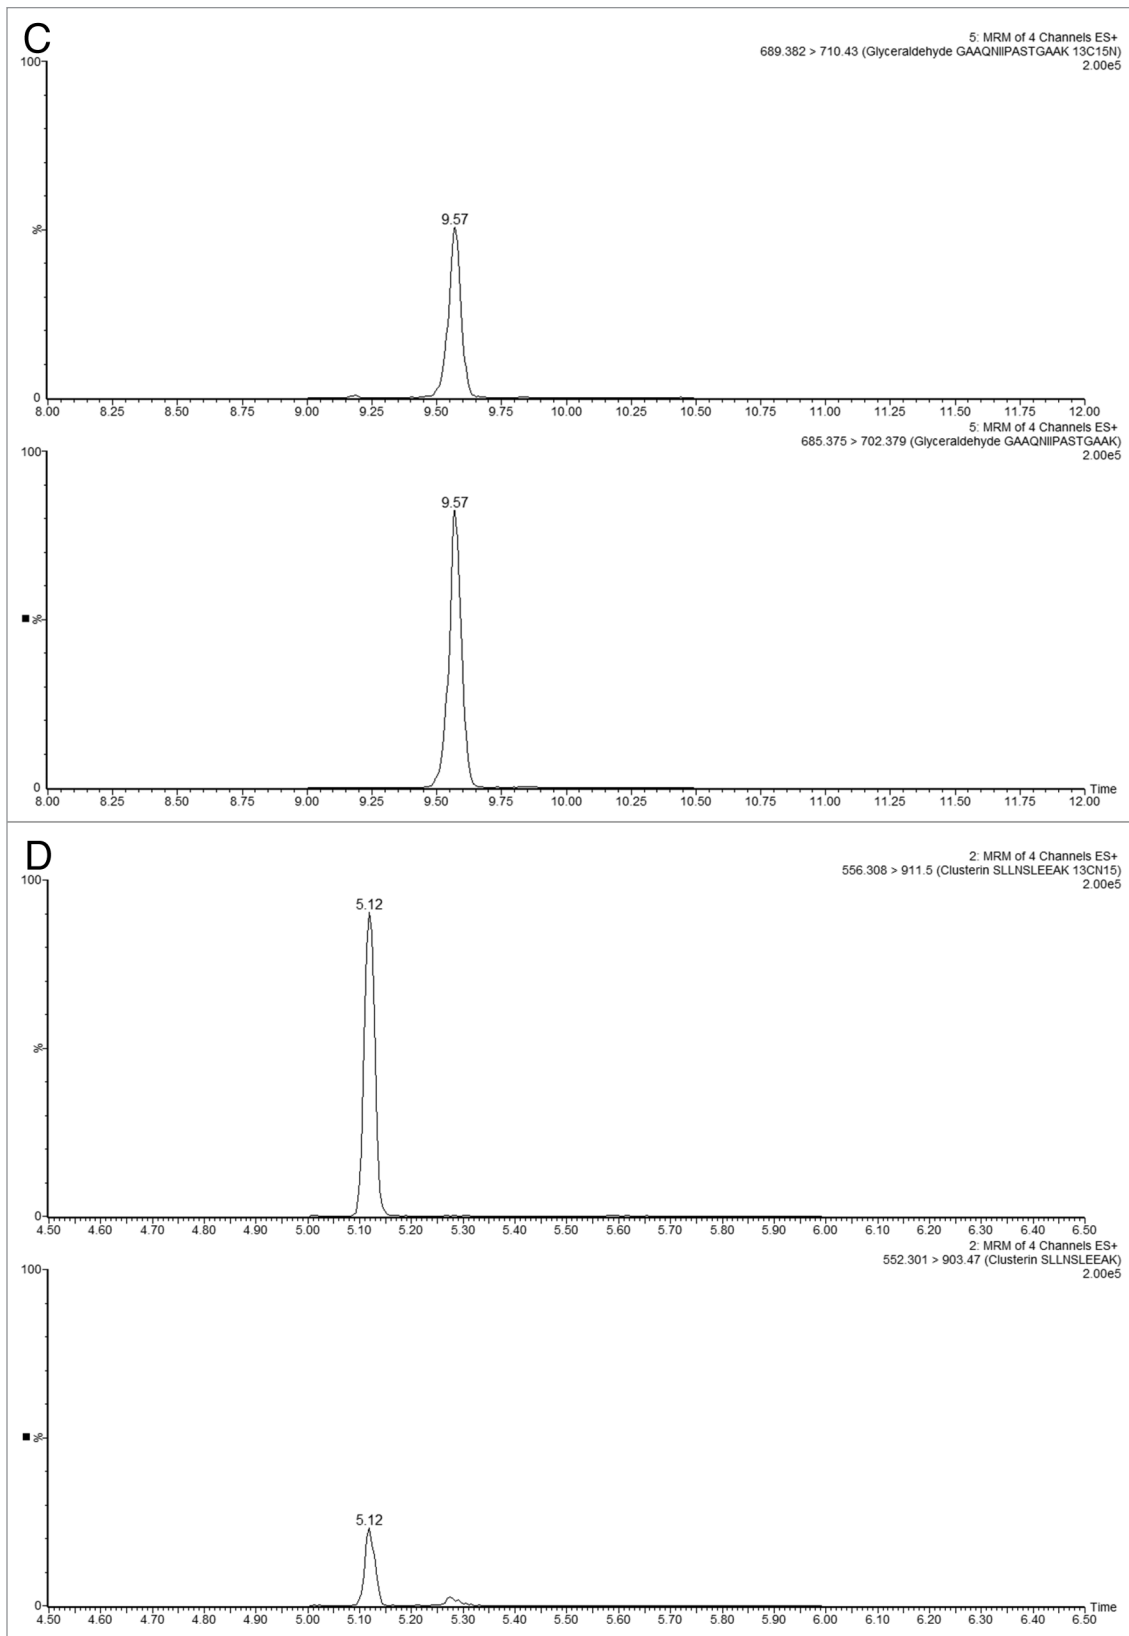 C
5: MRM of 4 Channels ES+
689.382 > 710.43 (Glyceraldehyde GAAQNIIPASTGAAK 13C15N)
2.00e5
100
9.57
%
0
8.00 8.25 8.50 8.75 9.00 9.25 9.50 9.75 10.00 10.25 10.50 10.75 11.00 11.25 11.50 11.75 12.00
5: MRM of 4 Channels ES+
685.375 > 702.379 (Glyceraldehyde GAAQNIIPASTGAAK)
2.00e5
100
9.57
%
0
Time
8.00 8.25 8.50 8.75 9.00 9.25 9.50 9.75 10.00 10.25 10.50 10.75 11.00 11.25 11.50 11.75 12.00
D
2: MRM of 4 Channels ES+
556.308 > 911.5 (Clusterin SLLNSLEEAK 13CN15)
2.00e5
100
5.12
%
0
4.50 4.60 4.70 4.80 4.90 5.00 5.10 5.20 5.30 5.40 5.50 5.60 5.70 5.80 5.90 6.00 6.10 6.20 6.30 6.40 6.50
2: MRM of 4 Channels ES+
552.301 > 903.47 (Clusterin SLLNSLEEAK)
2.00e5
100
5.12
%
0
Time
4.50 4.60 4.70 4.80 4.90 5.00 5.10 5.20 5.30 5.40 5.50 5.60 5.70 5.80 5.90 6.00 6.10 6.20 6.30 6.40 6.50